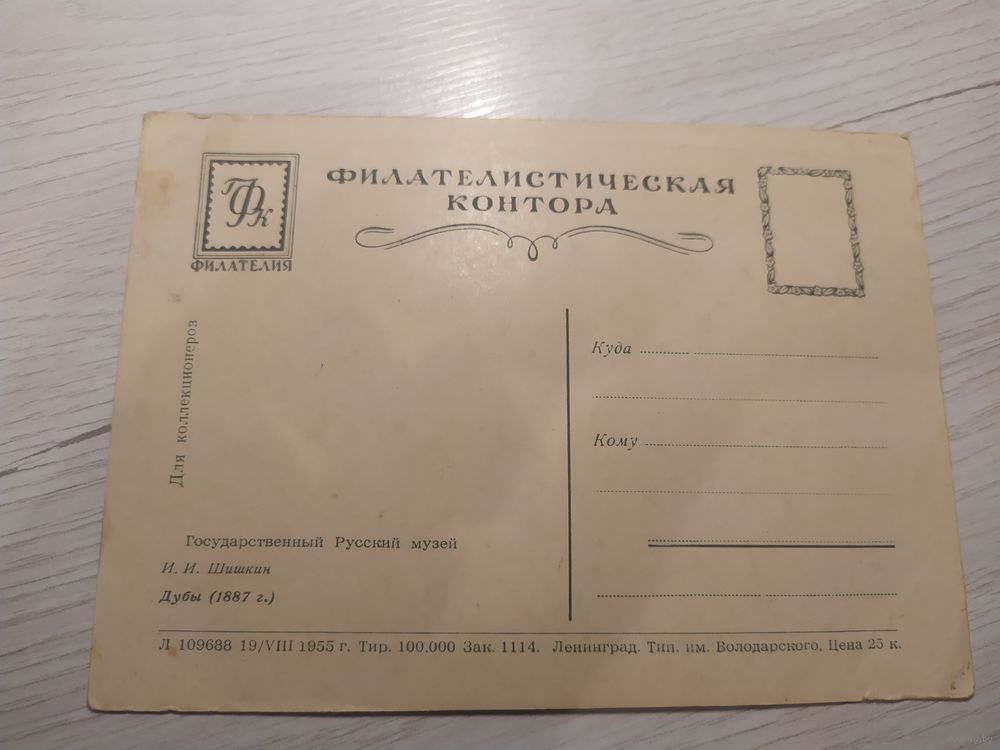 ФК
ФИЛАТЕЛИЯ
ФИЛАТЕЛИСТИЧЕСКАЯ
КОНТОРА
Для коллекционеров
Куда
Кому
Государственный Русский музей
И. И. Шишкин
Дубы (1887 г.)
Л 109688 19/VIII 1955 г. Тир. 100.000 Зак. 1114. Ленинград. Тип. им. Володарского. Цена 25 к.